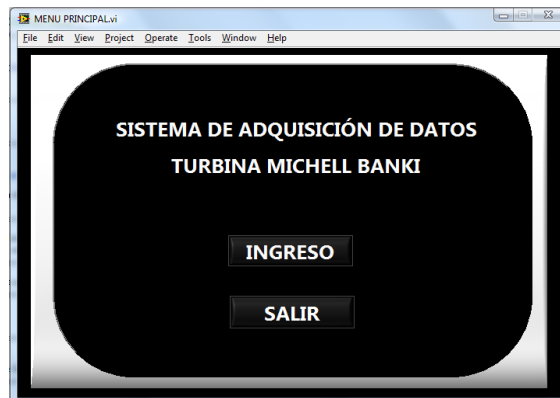 MENU PRINCIPAL.vi
File Edit View Project Operate Tools Window Help
SISTEMA DE ADQUISICIÓN DE DATOS
TURBINA MICHELL BANKI
INGRESO
SALIR